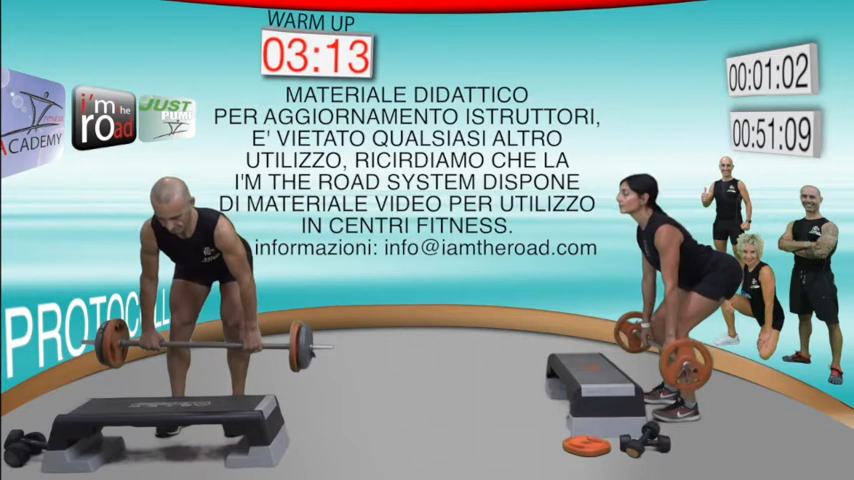 WARM UP
03:13
00:01:02
00:51:09
FITNESS
ACADEMY
i'm the
road
JUST
PUMP
MATERIALE DIDATTICO
PER AGGIORNAMENTO ISTRUTTORI,
E' VIETATO QUALSIASI ALTRO
UTILIZZO, RICIRDIAMO CHE LA
I'M THE ROAD SYSTEM DISPONE
DI MATERIALE VIDEO PER UTILIZZO
IN CENTRI FITNESS.
informazioni: info@iamtheroad.com
PROTOCOLL